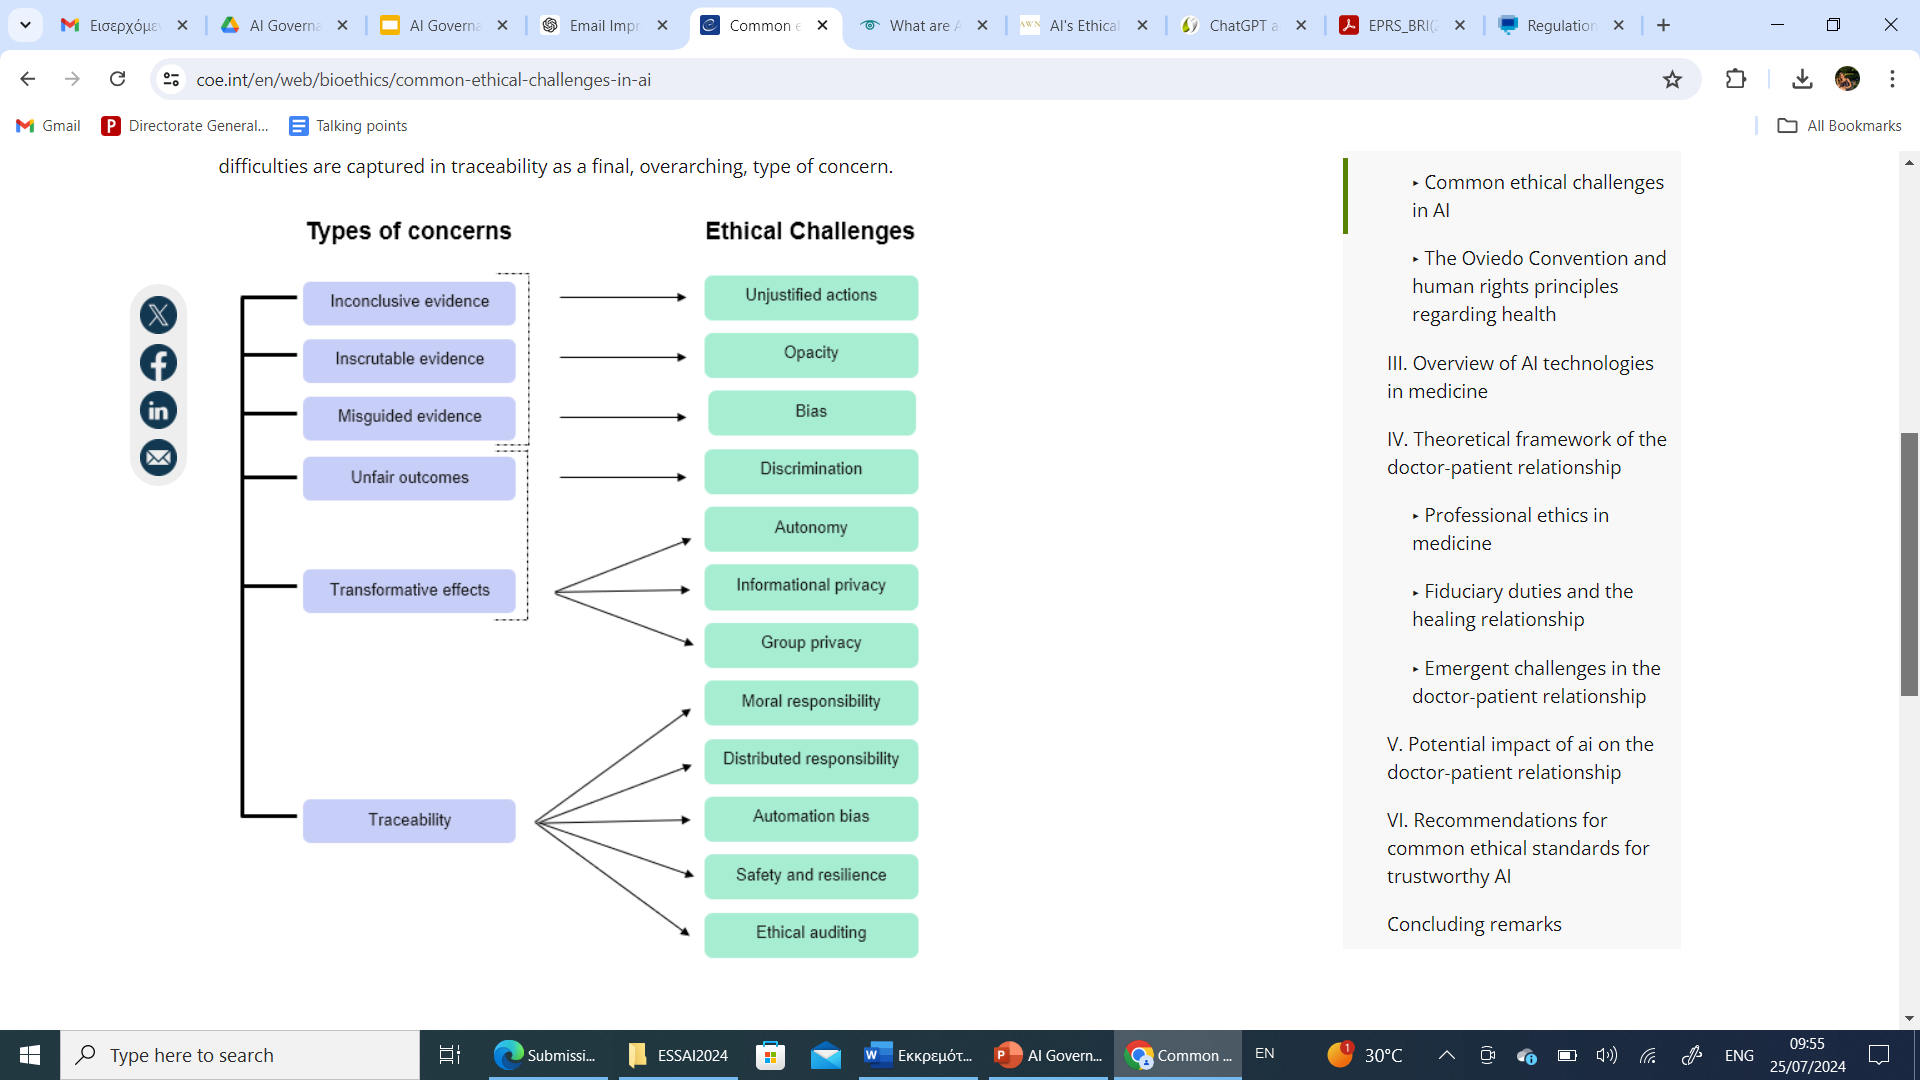 Εισερχόμε
AI Governa
AI Governa
Email Impr
Common e
What are A
AI's Ethical
ChatGPT a
EPRS_BRI(2
Regulation
coe.int/en/web/bioethics/common-ethical-challenges-in-ai
Gmail
Directorate General...
Talking points
All Bookmarks
difficulties are captured in traceability as a final, overarching, type of concern.
Types of concerns
Ethical Challenges
Inconclusive evidence
Unjustified actions
Inscrutable evidence
Opacity
Misguided evidence
Bias
Unfair outcomes
Discrimination
Autonomy
Transformative effects
Informational privacy
Group privacy
Moral responsibility
Distributed responsibility
Traceability
Automation bias
Safety and resilience
Ethical auditing
‣ Common ethical challenges
in AI
‣ The Oviedo Convention and
human rights principles
regarding health
III. Overview of AI technologies
in medicine
IV. Theoretical framework of the
doctor-patient relationship
‣ Professional ethics in
medicine
‣ Fiduciary duties and the
healing relationship
‣ Emergent challenges in the
doctor-patient relationship
V. Potential impact of ai on the
doctor-patient relationship
VI. Recommendations for
common ethical standards for
trustworthy AI
Concluding remarks
Type here to search
Submissi...
ESSAI2024
Εκκρεμότ...
AI Govern...
Common ...
EN
1
30°C
ENG
09:55
25/07/2024